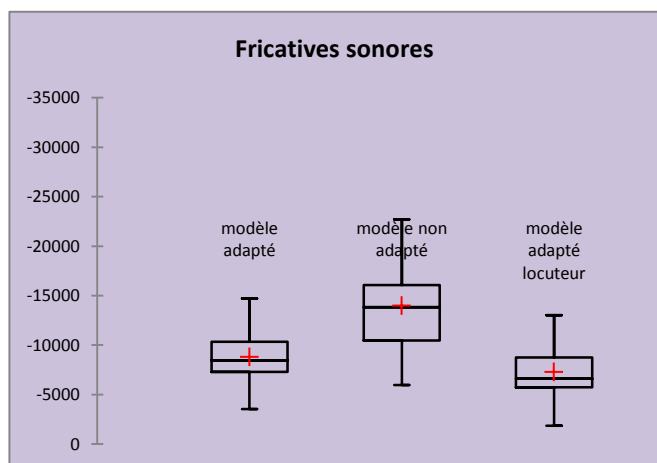 Fricatives sonores
-35000
-30000
-25000
-20000
-15000
-10000
-5000
0
modèle
adapté
modèle non
adapté
modèle
adapté
locuteur